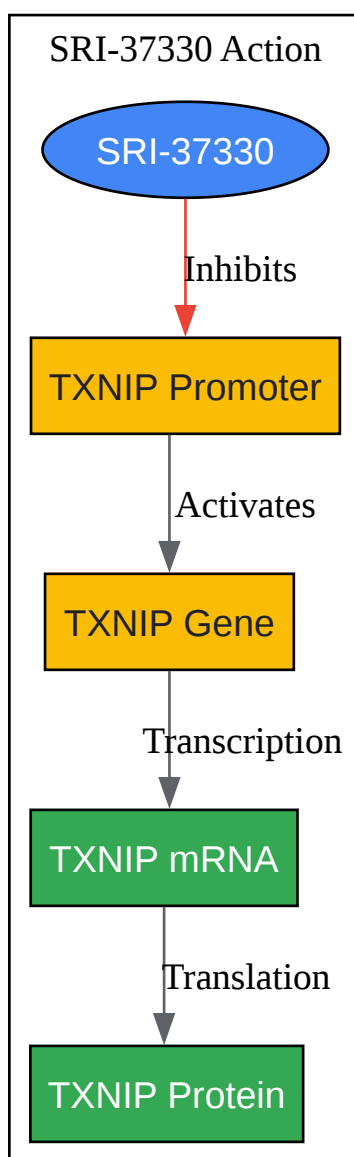 SRI-37330 Action
SRI-37330
Inhibits
TXNIP Promoter
Activates
TXNIP Gene
Transcription
TXNIP mRNA
Translation
TXNIP Protein